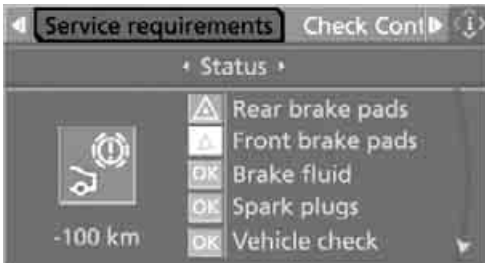 Service requirements Check Cont
Status
Rear brake pads
Front brake pads
OK Brake fluid
OK Spark plugs
-100 km OK Vehicle check